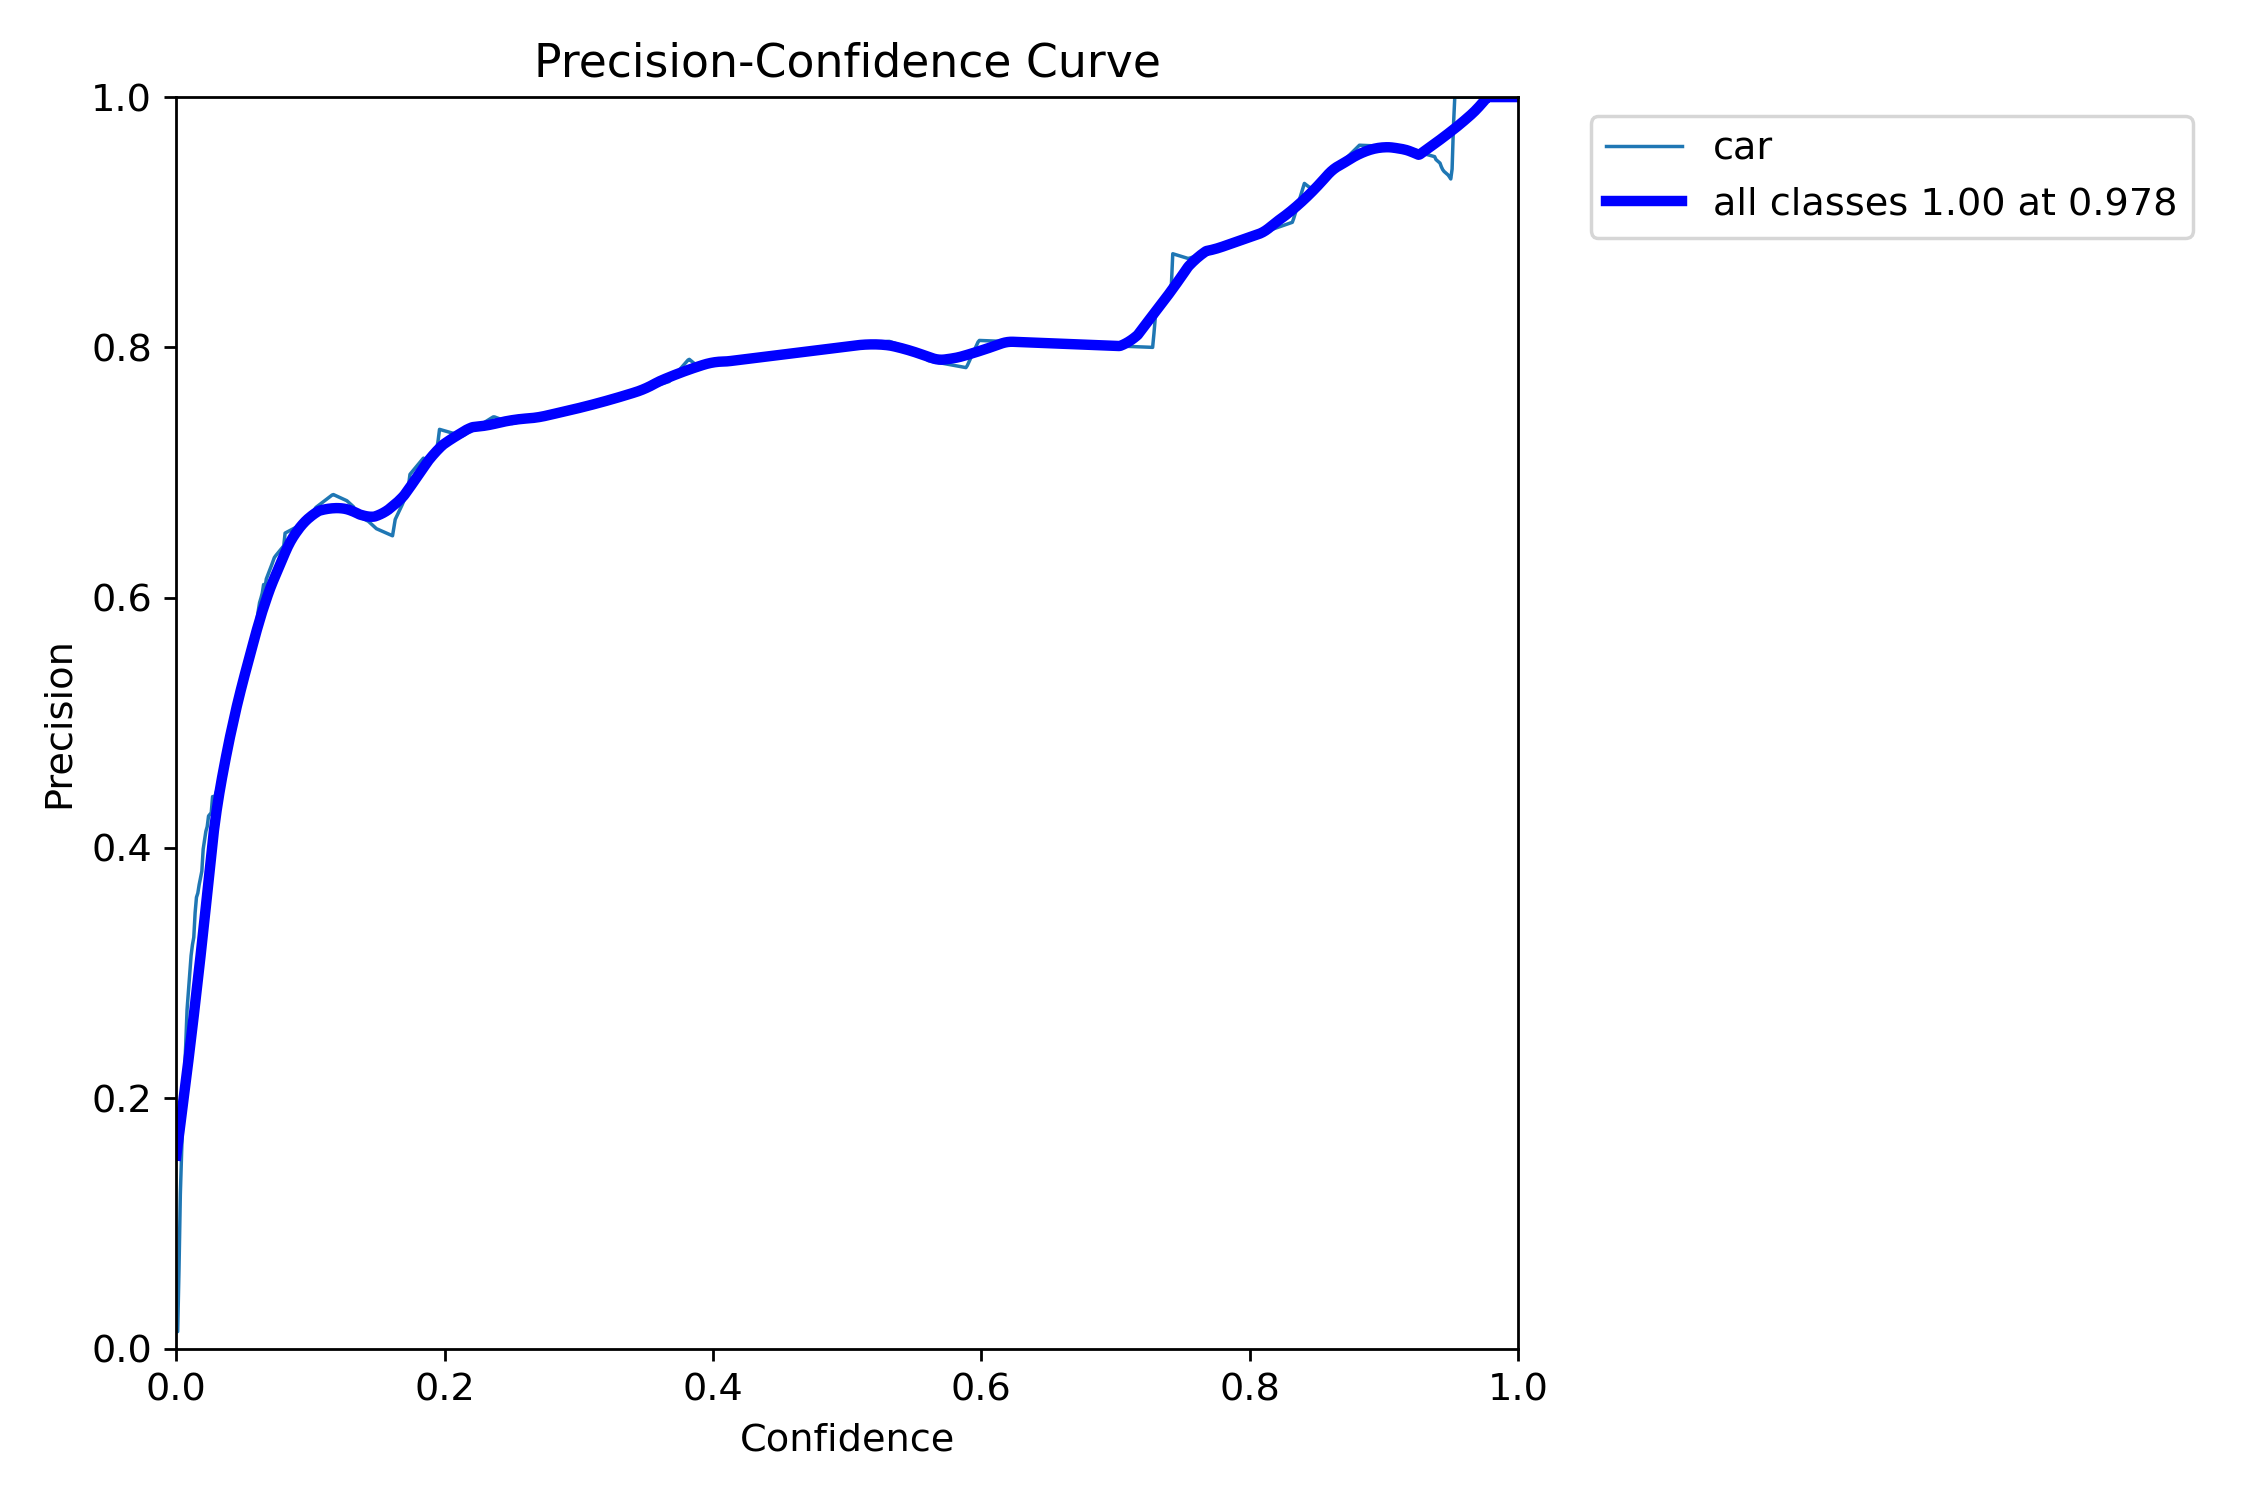 Precision-Confidence Curve
car
all classes 1.00 at 0.978
Precision
1.0
0.8
0.6
0.4
0.2
0.0
0.0 0.2 0.4 0.6 0.8 1.0
Confidence